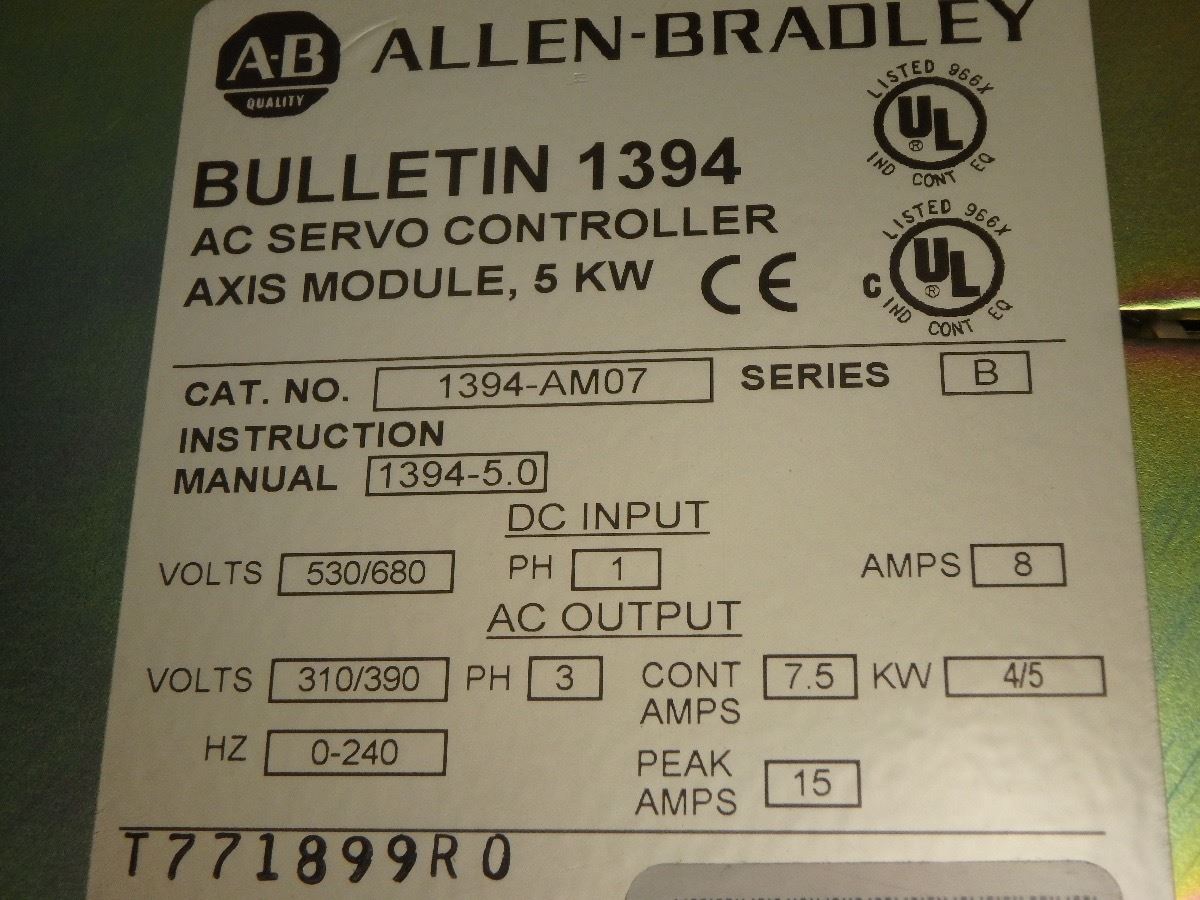 A-B ALLEN-BRADLEY
QUALITY
LISTED 966X
UL ®
IND CONT EQ
BULLETIN 1394
AC SERVO CONTROLLER
AXIS MODULE, 5 KW CE
LISTED 966X
C UL ®
IND CONT EQ
CAT. NO. 1394-AM07 SERIES B
INSTRUCTION
MANUAL 1394-5.0
DC INPUT
VOLTS 530/680 PH 1 AMPS 8
AC OUTPUT
VOLTS 310/390 PH 3 CONT AMPS 7.5 KW 4/5
HZ 0-240 PEAK AMPS 15
T771899R0